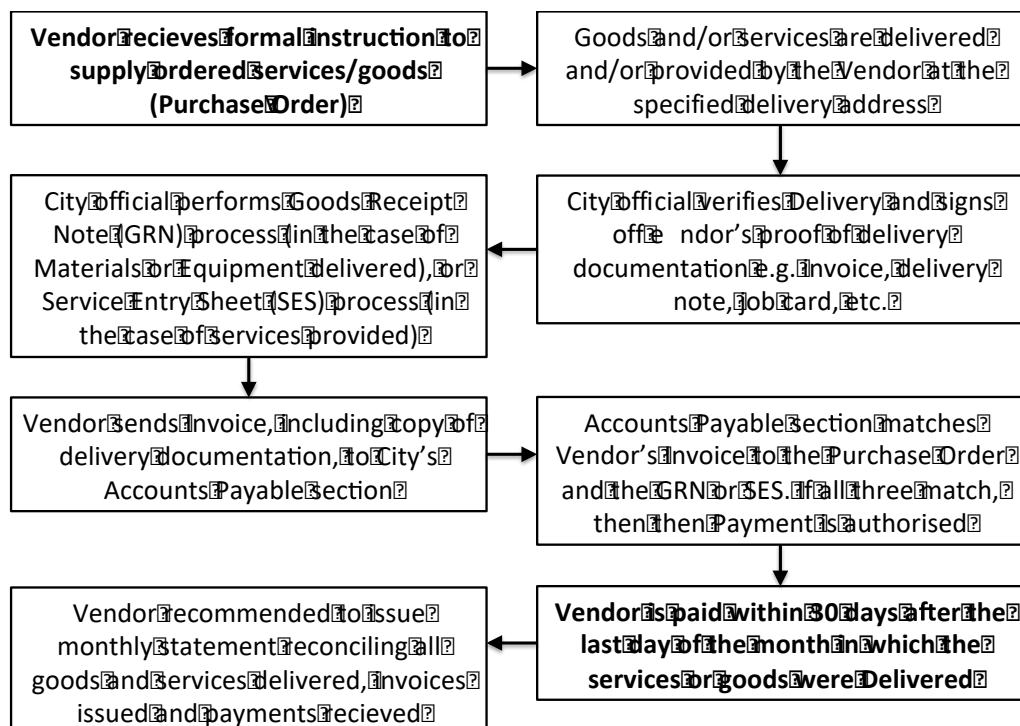 Vendor recieves formal instruction to
supply ordered services/goods
(Purchase Order)
Goods and/or services are delivered
and/or provided by the Vendor at the
specified delivery address
City official verifies Delivery and signs
off e ndor's proof of delivery
documentation e.g. Invoice, delivery
note, job card, etc.
City official performs Goods Receipt
Note (GRN) process (in the case of
Materials or Equipment delivered), or
Service Entry Sheet (SES) process (in
the case of services provided)
Vendor sends Invoice, including copy of
delivery documentation, to City's
Accounts Payable section
Accounts Payable section matches
Vendor's Invoice to the Purchase Order
and the GRN or SES. If all three match,
then then Payment is authorised
Vendor is paid within 30 days after the
last day of the month in which the
services or goods were Delivered
Vendor recommended to issue
monthly statement reconciling all
goods and services delivered, invoices
issued and payments recieved